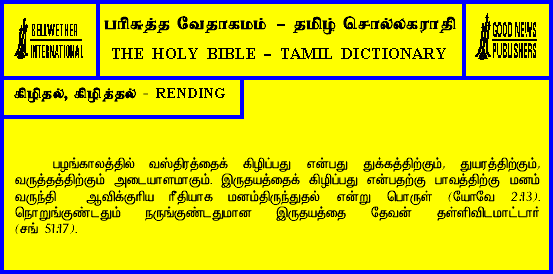 BELLWETHER
INTERNATIONAL
பரிசுத்த வேதாகமம் – தமிழ் சொல்லகராதி
THE HOLY BIBLE – TAMIL DICTIONARY
GOOD NEWS
PUBLISHERS
கிழிதல், கிழித்தல் - RENDING
பழங்காலத்தில் வஸ்திரத்தைக் கிழிப்பது என்பது துக்கத்திற்கும், துயரத்திற்கும்,
வருத்தத்திற்கும் அடையாளமாகும். இருதயத்தைக் கிழிப்பது என்பதற்கு பாவத்திற்கு மனம்
வருந்தி ஆவிக்குரிய ரீதியாக மனம்திருந்துதல் என்று பொருள் (யோவே 2:13).
நொறுங்குண்டதும் நருங்குண்டதுமான இருதயத்தை தேவன் தள்ளிவிடமாட்டார்
(சங் 51:17).